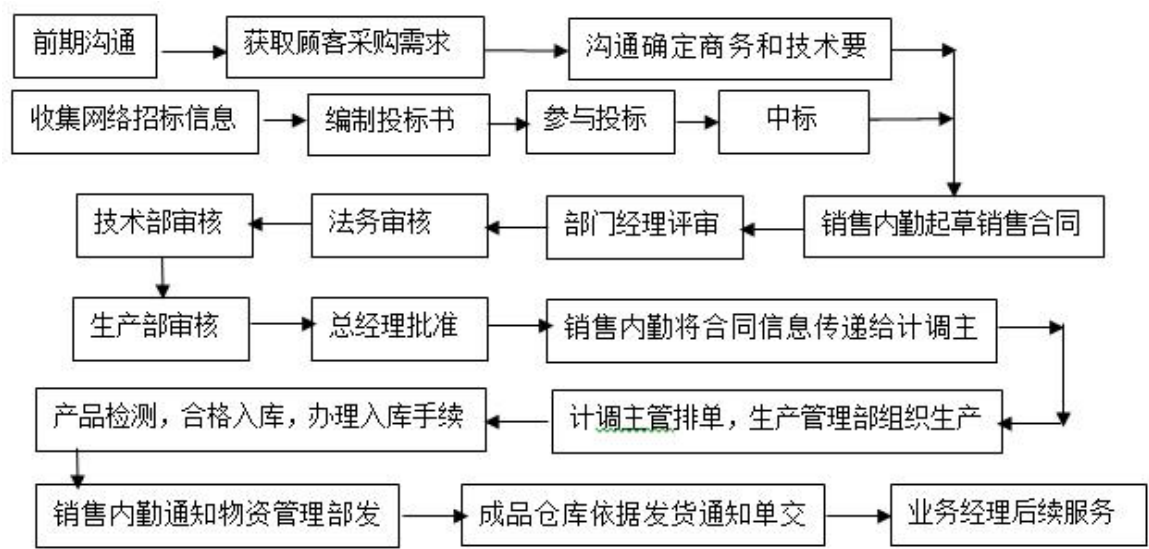 前期沟通
获取顾客采购需求
沟通确定商务和技术要
收集网络招标信息
编制投标书
参与投标
中标
销售内勤起草销售合同
部门经理评审
法务审核
技术部审核
生产部审核
总经理批准
销售内勤将合同信息传递给计调主
计调主管排单，生产管理部组织生产
产品检测，合格入库，办理入库手续
销售内勤通知物资管理部发
成品仓库依据发货通知单交
业务经理后续服务